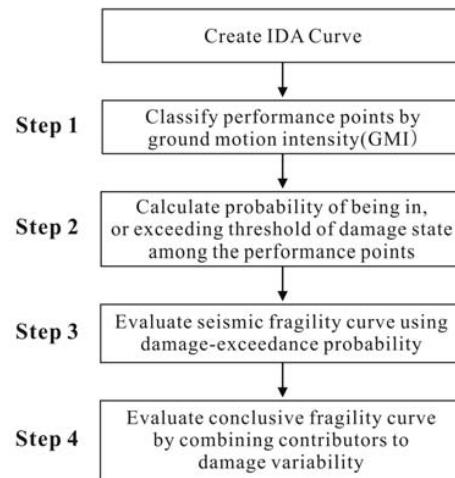 Create IDA Curve
Step 1
Classify performance points by
ground motion intensity(GMI)
Step 2
Calculate probability of being in,
or exceeding threshold of damage state
among the performance points
Step 3
Evaluate seismic fragility curve using
damage-exceedance probability
Step 4
Evaluate conclusive fragility curve
by combining contributors to
damage variability